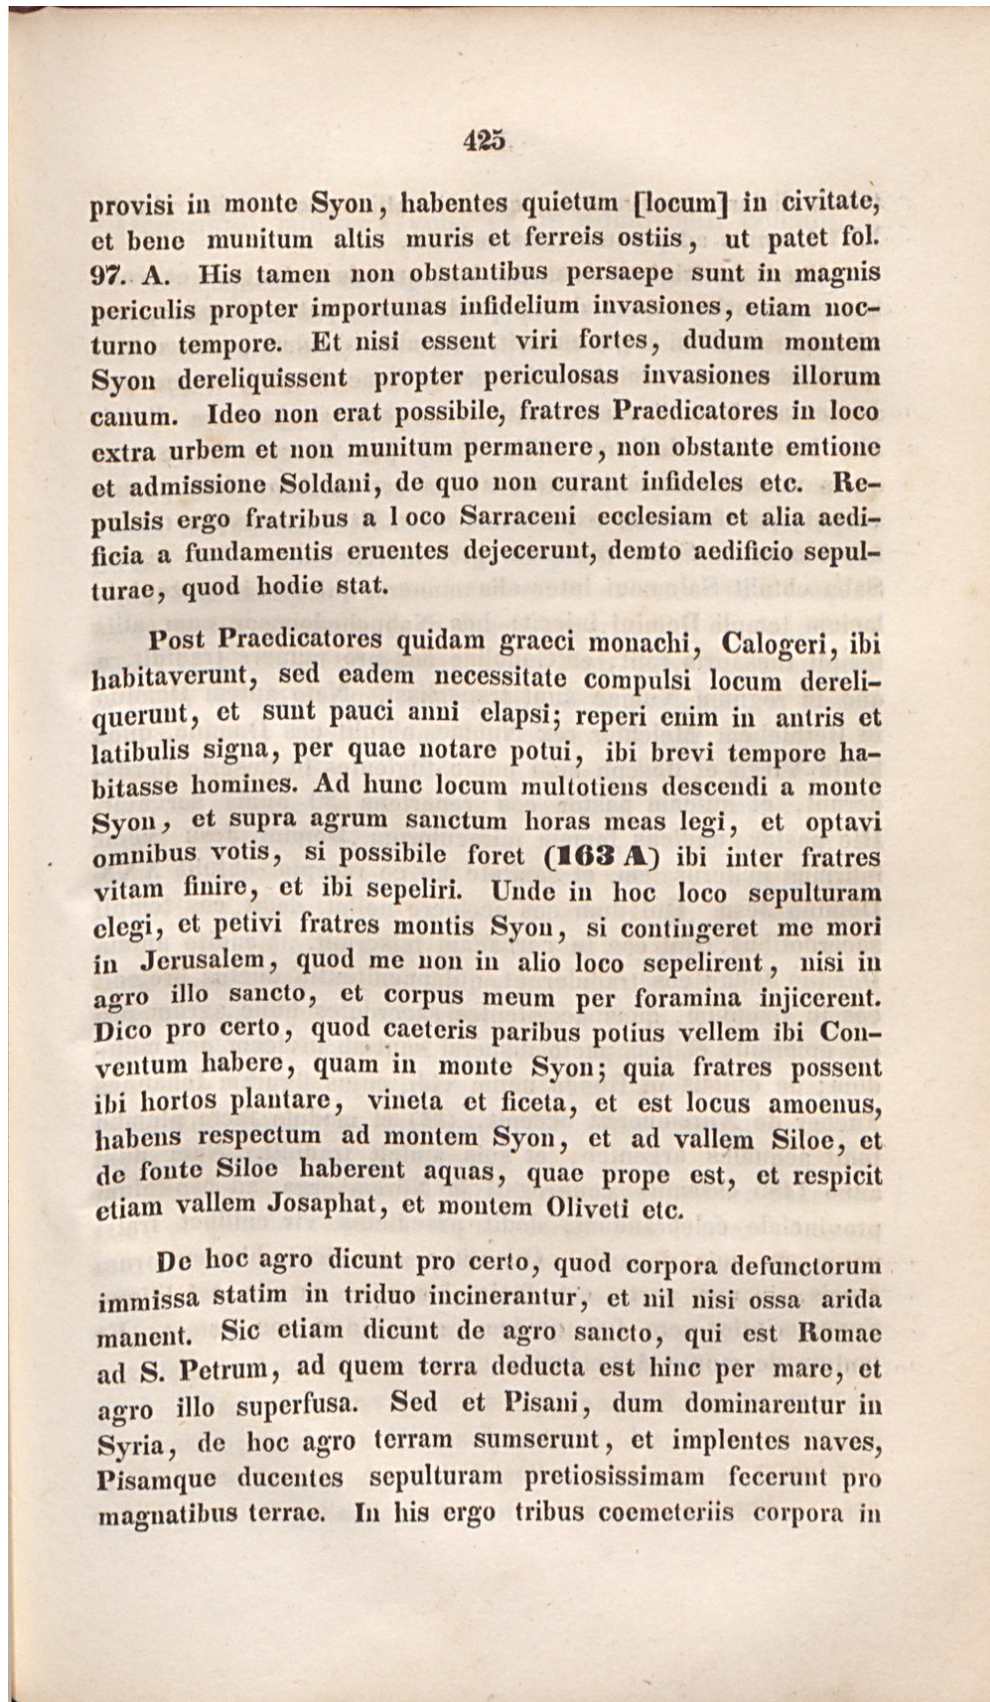 425
provisi in monte Syon, habentes quietum [locum] in civitate,
et bene munitum altis muris et ferreis ostiis, ut patet fol.
97. A. His tamen non obstantibus persaepe sunt in magnis
periculis propter importunas infidelium invasiones, etiam noc-
turno tempore. Et nisi essent viri fortes, dudum montem
Syon dereliquissent propter periculosas invasiones illorum
canum. Ideo non erat possibile, fratres Praedicatores in loco
extra urbem et non munitum permanere, non obstante emtione
et admissione Soldani, de quo non curant infideles etc. Re-
pulsis ergo fratribus a loco Sarraceni ecclesiam et alia aedi-
ficia a fundamentis eruentes dejecerunt, demto aedificio sepul-
turae, quod hodie stat.
Post Praedicatores quidam graeci monachi, Calogeri, ibi
habitaverunt, sed eadem necessitate compulsi locum dereli-
querunt, et sunt pauci anni elapsi; reperi enim in antris et
latibulis signa, per quae notare potui, ibi brevi tempore ha-
bitasse homines. Ad hunc locum multotiens descendi a monte
Syon, et supra agrum sanctum horas meas legi, et optavi
omnibus votis, si possibile foret (163 A) ibi inter fratres
vitam finire, et ibi sepeliri. Unde in hoc loco sepulturam
elegi, et petivi fratres montis Syon, si contingeret me mori
in Jerusalem, quod me non in alio loco sepelirent, nisi in
agro illo sancto, et corpus meum per foramina injicerent.
Dico pro certo, quod caeteris paribus potius vellem ibi Con-
ventum habere, quam in monte Syon; quia fratres possent
ibi hortos plantare, vineta et ficeta, et est locus amoenus,
habens respectum ad montem Syon, et ad vallem Siloe, et
de fonte Siloe haberent aquas, quae prope est, et respicit
etiam vallem Josaphat, et montem Oliveti etc.
De hoc agro dicunt pro certo, quod corpora defunctorum
immissa statim in triduo incinerantur, et nil nisi ossa arida
manent. Sic etiam dicunt de agro sancto, qui est Romae
ad S. Petrum, ad quem terra deducta est hinc per mare, et
agro illo superfusa. Sed et Pisani, dum dominarentur in
Syria, de hoc agro terram sumserunt, et implentes naves,
Pisamque ducentes sepulturam pretiosissimam fecerunt pro
magnatibus terrae. In his ergo tribus coemeteriis corpora in